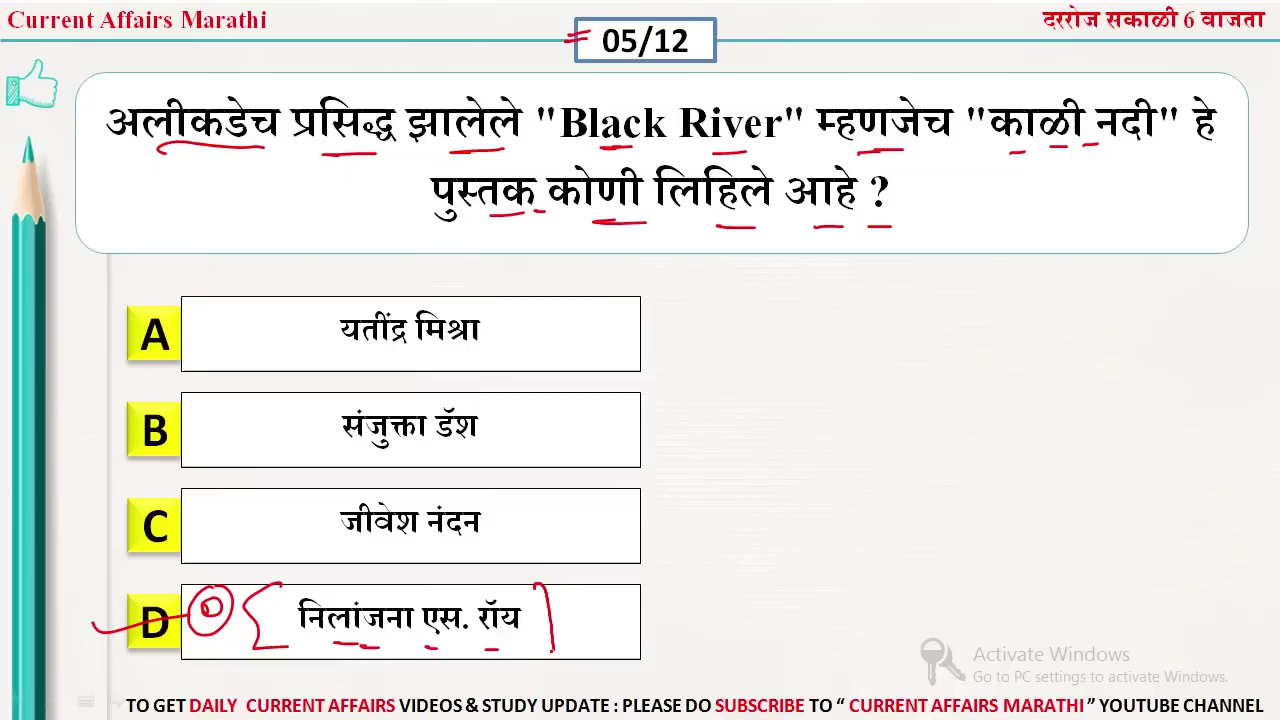 Current Affairs Marathi
दररोज सकाळी 6 वाजता
05/12
अलीकडेच प्रसिद्ध झालेले "Black River" म्हणजेच "काळी नदी" हे
पुस्तक कोणी लिहिले आहे ?
A यतींद्र मिश्रा
B संजुक्ता डॅश
C जीवेश नंदन
D निलांजना एस. रॉय
Activate Windows
Go to PC settings to activate Windows.
TO GET DAILY CURRENT AFFAIRS VIDEOS & STUDY UPDATE : PLEASE DO SUBSCRIBE TO “ CURRENT AFFAIRS MARATHI ” YOUTUBE CHANNEL